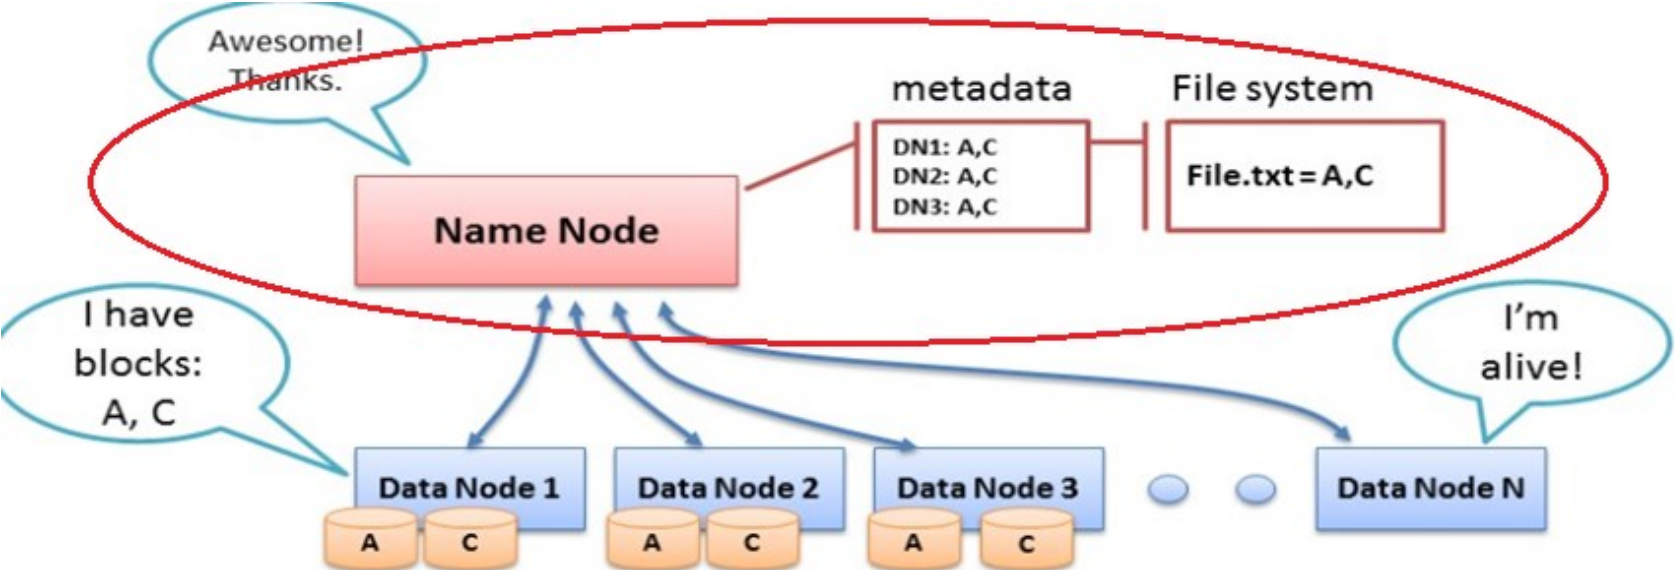 Awesome!
Thanks.
metadata
File system
DN1: A,C
DN2: A,C
DN3: A,C
File.txt = A,C
Name Node
I have
blocks:
A, C
I'm
alive!
Data Node 1
Data Node 2
Data Node 3
Data Node N
A
C
A
C
A
C